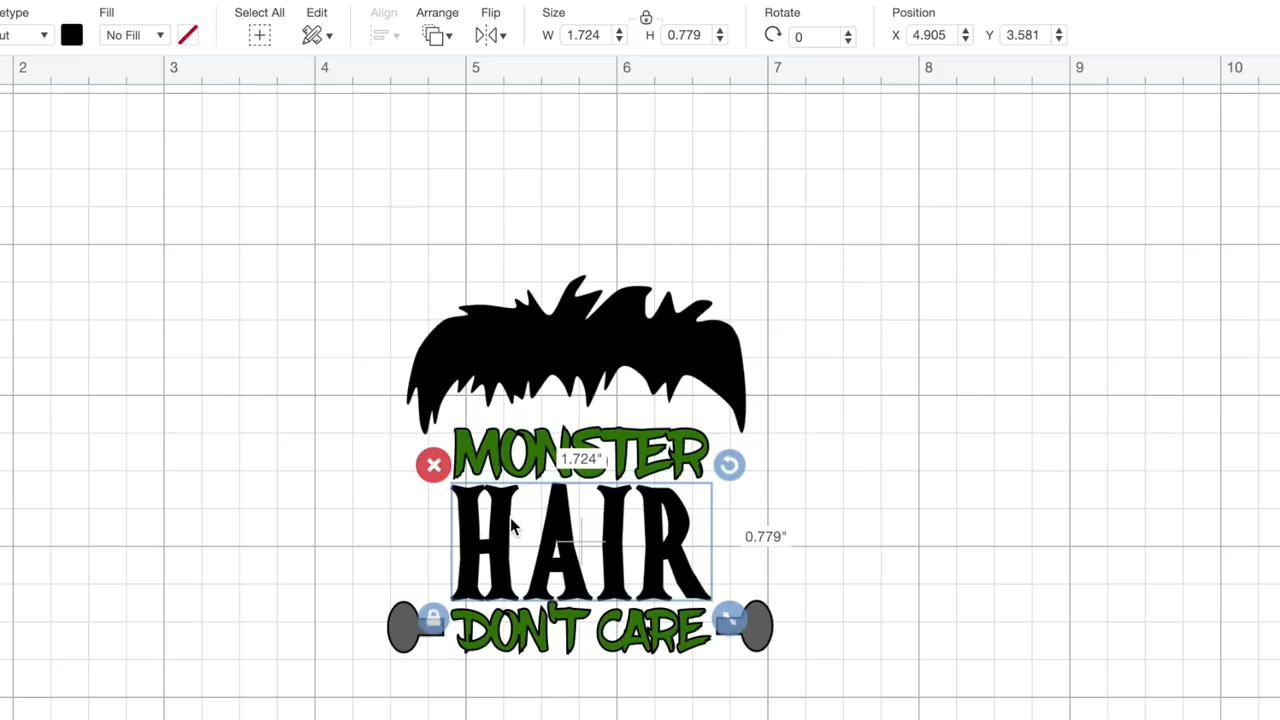 etype Fill Select All Edit Align Arrange Flip Size Rotate Position
ut No Fill W 1.724 H 0.779 0 X 4.905 Y 3.581
2 3 4 5 6 7 8 9 10
MONSTER
1.724"
HAIR
0.779"
DON'T CARE